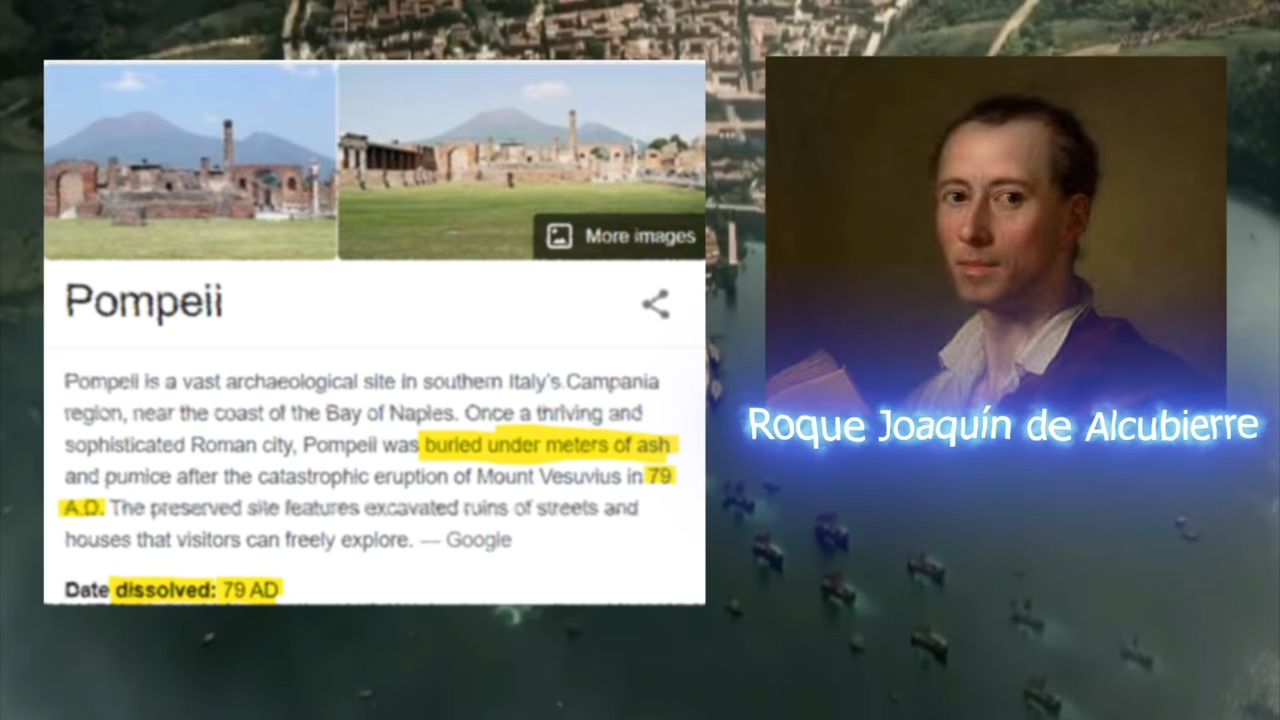 More images
Pompeii
Pompeii is a vast archaeological site in southern Italy's Campania
region, near the coast of the Bay of Naples. Once a thriving and
sophisticated Roman city, Pompeii was buried under meters of ash
and pumice after the catastrophic eruption of Mount Vesuvius in 79
A.D. The preserved site features excavated ruins of streets and
houses that visitors can freely explore. — Google
Date dissolved: 79 AD
Roque Joaquín de Alcubierre